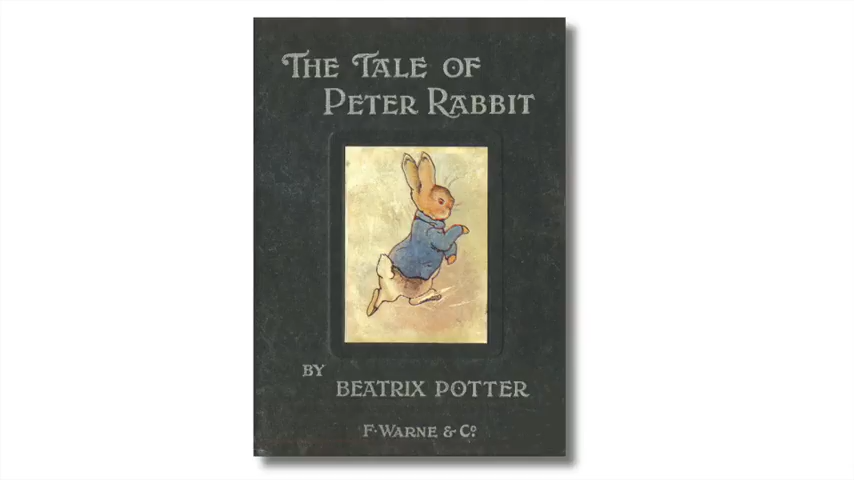 The Tale of
Peter Rabbit
By
Beatrix Potter
F. Warne & Co.